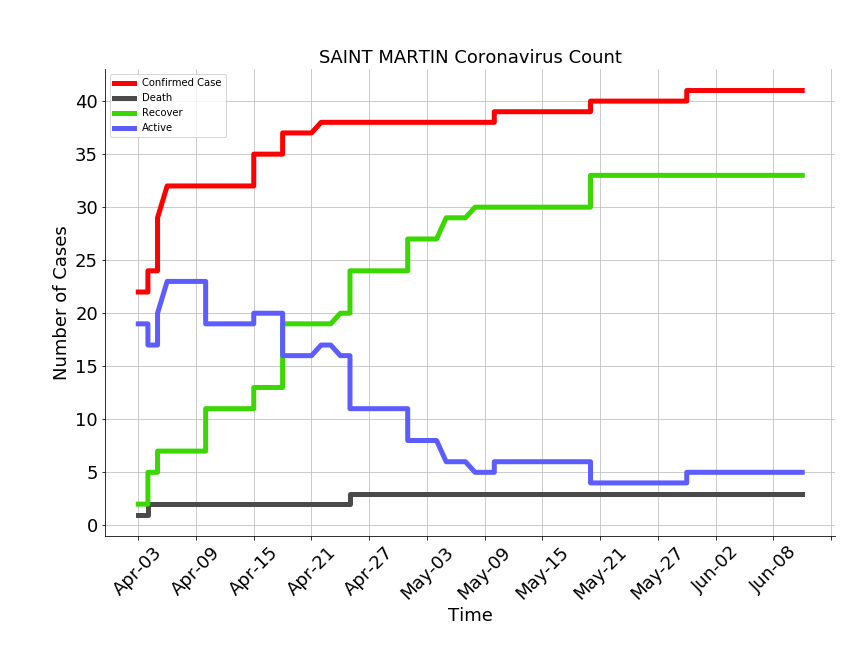 SAINT MARTIN Coronavirus Count
Confirmed Case
Death
Recover
Active
Number of Cases
40
35
30
25
20
15
10
5
0
Apr-03
Apr-09
Apr-15
Apr-21
Apr-27
May-03
May-09
May-15
May-21
May-27
Jun-02
Jun-08
Time